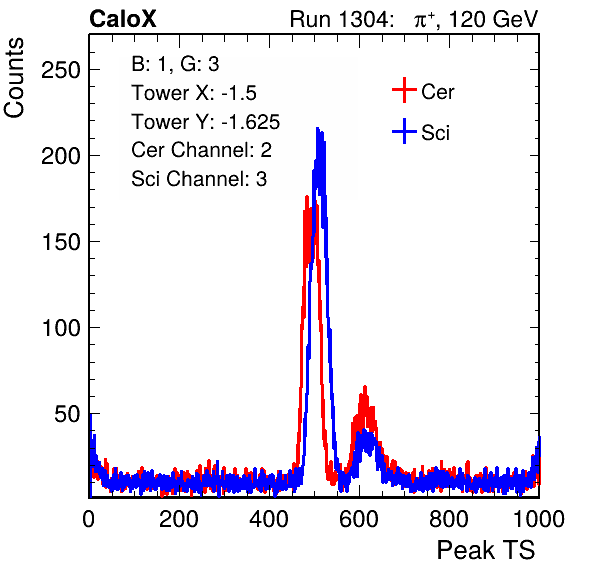 CaloX Run 1304: π⁺, 120 GeV
Counts
B: 1, G: 3
Tower X: -1.5
Tower Y: -1.625
Cer Channel: 2
Sci Channel: 3
Cer
Sci
250
200
150
100
50
0 200 400 600 800 1000
Peak TS